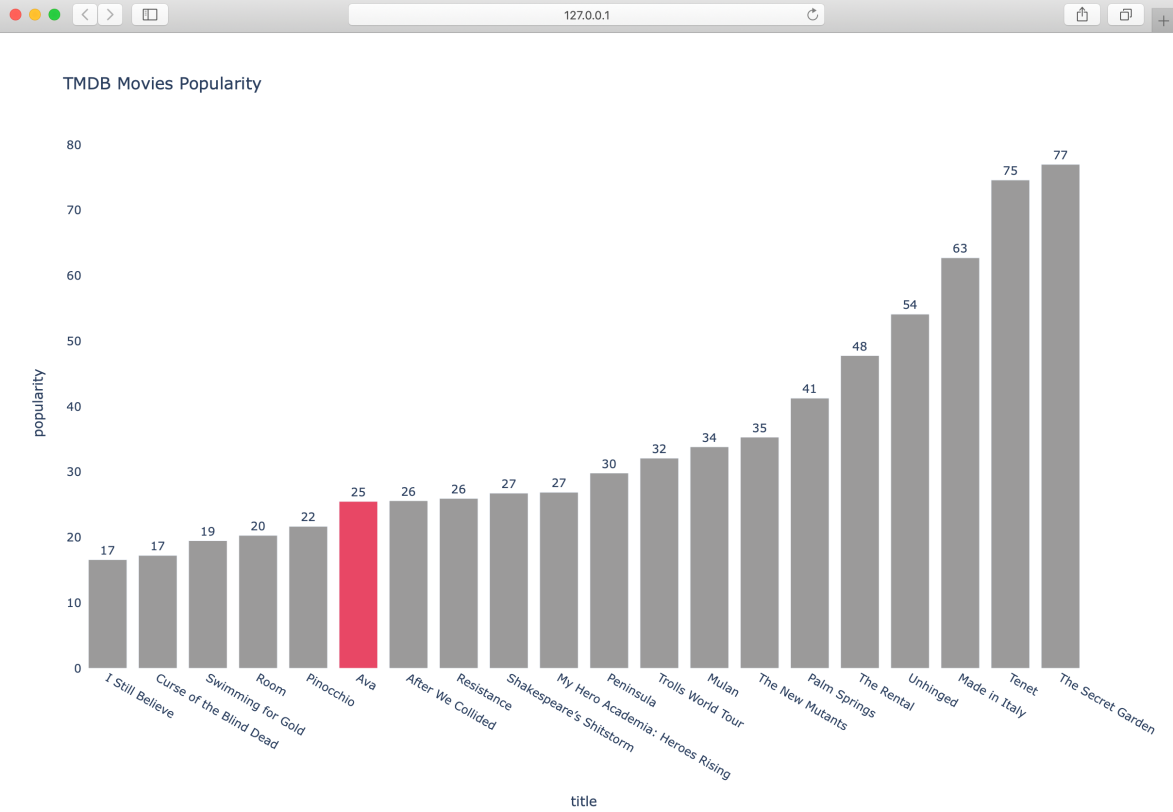 127.0.0.1
TMDB Movies Popularity
80
70
60
50
40
30
20
10
0
popularity
17
17
19
20
22
25
26
26
27
27
30
32
34
35
41
48
54
63
75
77
I Still Believe
Curse of the Blind Dead
Swimming for Gold
Room
Pinocchio
Ava
After We Collided
Resistance
Shakespeare's Shitstorm
My Hero Academia: Heroes Rising
Peninsula
Trolls World Tour
Mulan
The New Mutants
Palm Springs
The Rental
Unhinged
Made in Italy
Tenet
The Secret Garden
title